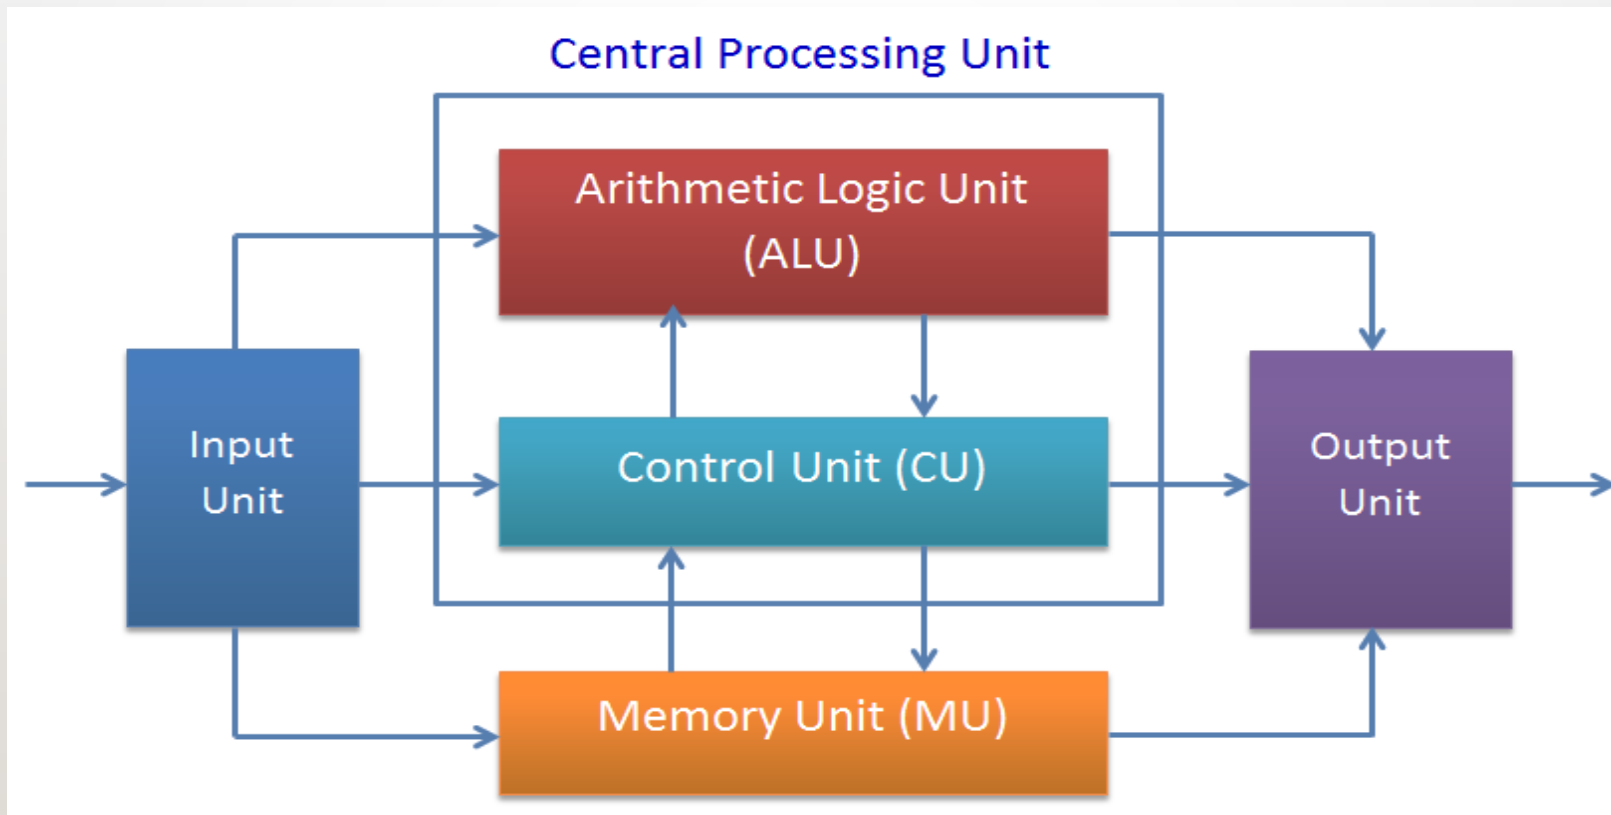 Central Processing Unit
Arithmetic Logic Unit
(ALU)
Input
Unit
Control Unit (CU)
Output
Unit
Memory Unit (MU)